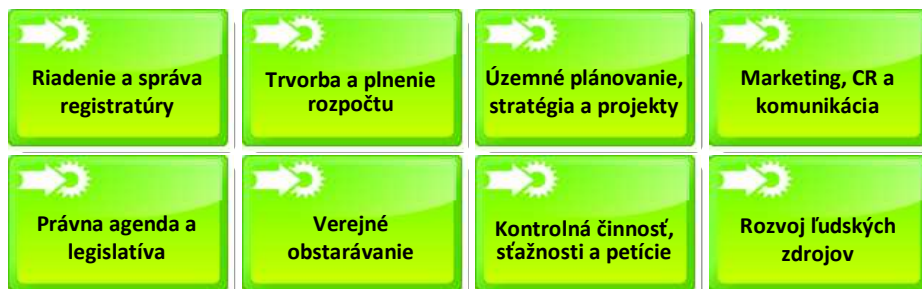 Riadenie a správa
registratúry
Trvorba a plnenie
rozpočtu
Územné plánovanie,
stratégia a projekty
Marketing, CR a
komunikácia
Právna agenda a
legislatíva
Verejné
obstarávanie
Kontrolná činnosť,
sťažnosti a petície
Rozvoj ľudských
zdrojov